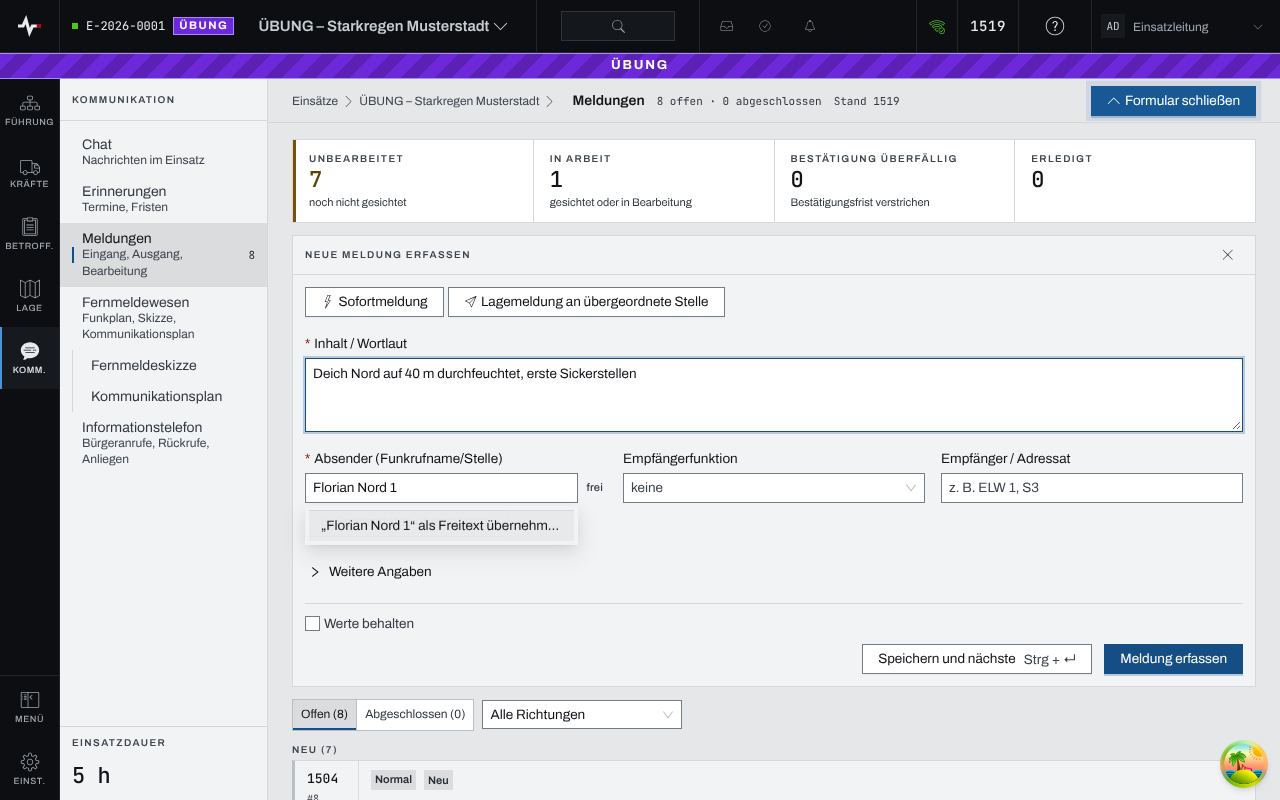 E-2026-0001 ÜBUNG ÜBUNG – Starkregen Musterstadt 1519 AD Einsatzleitung
ÜBUNG
FÜHRUNG
KRÄFTE
BETROFF.
LAGE
KOMM.
MENÜ
EINST.
KOMMUNIKATION
Chat
Nachrichten im Einsatz
Erinnerungen
Termine, Fristen
Meldungen
Eingang, Ausgang, Bearbeitung 8
Fernmeldewesen
Funkplan, Skizze,
Kommunikationsplan
Fernmeldeskizze
Kommunikationsplan
Informationstelefon
Bürgeranrufe, Rückrufe,
Anliegen
EINSATZDAUER
5 h
Einsätze ÜBUNG – Starkregen Musterstadt Meldungen 8 offen · 0 abgeschlossen Stand 1519 Formular schließen
UNBEARBEITET
7
noch nicht gesichtet
IN ARBEIT
1
gesichtet oder in Bearbeitung
BESTÄTIGUNG ÜBERFÄLLIG
0
Bestätigungsfrist verstrichen
ERLEDIGT
0
NEUE MELDUNG ERFASSEN
Sofortmeldung Lagemeldung an übergeordnete Stelle
* Inhalt / Wortlaut
Deich Nord auf 40 m durchfeuchtet, erste Sickerstellen
* Absender (Funkrufname/Stelle) Empfängerfunktion Empfänger / Adressat
Florian Nord 1 frei keine z. B. ELW 1, S3
„Florian Nord 1“ als Freitext übernehm...
Weitere Angaben
Werte behalten
Speichern und nächste Strg + ↵ Meldung erfassen
Offen (8) Abgeschlossen (0) Alle Richtungen
NEU (7)
1504 Normal Neu
#8